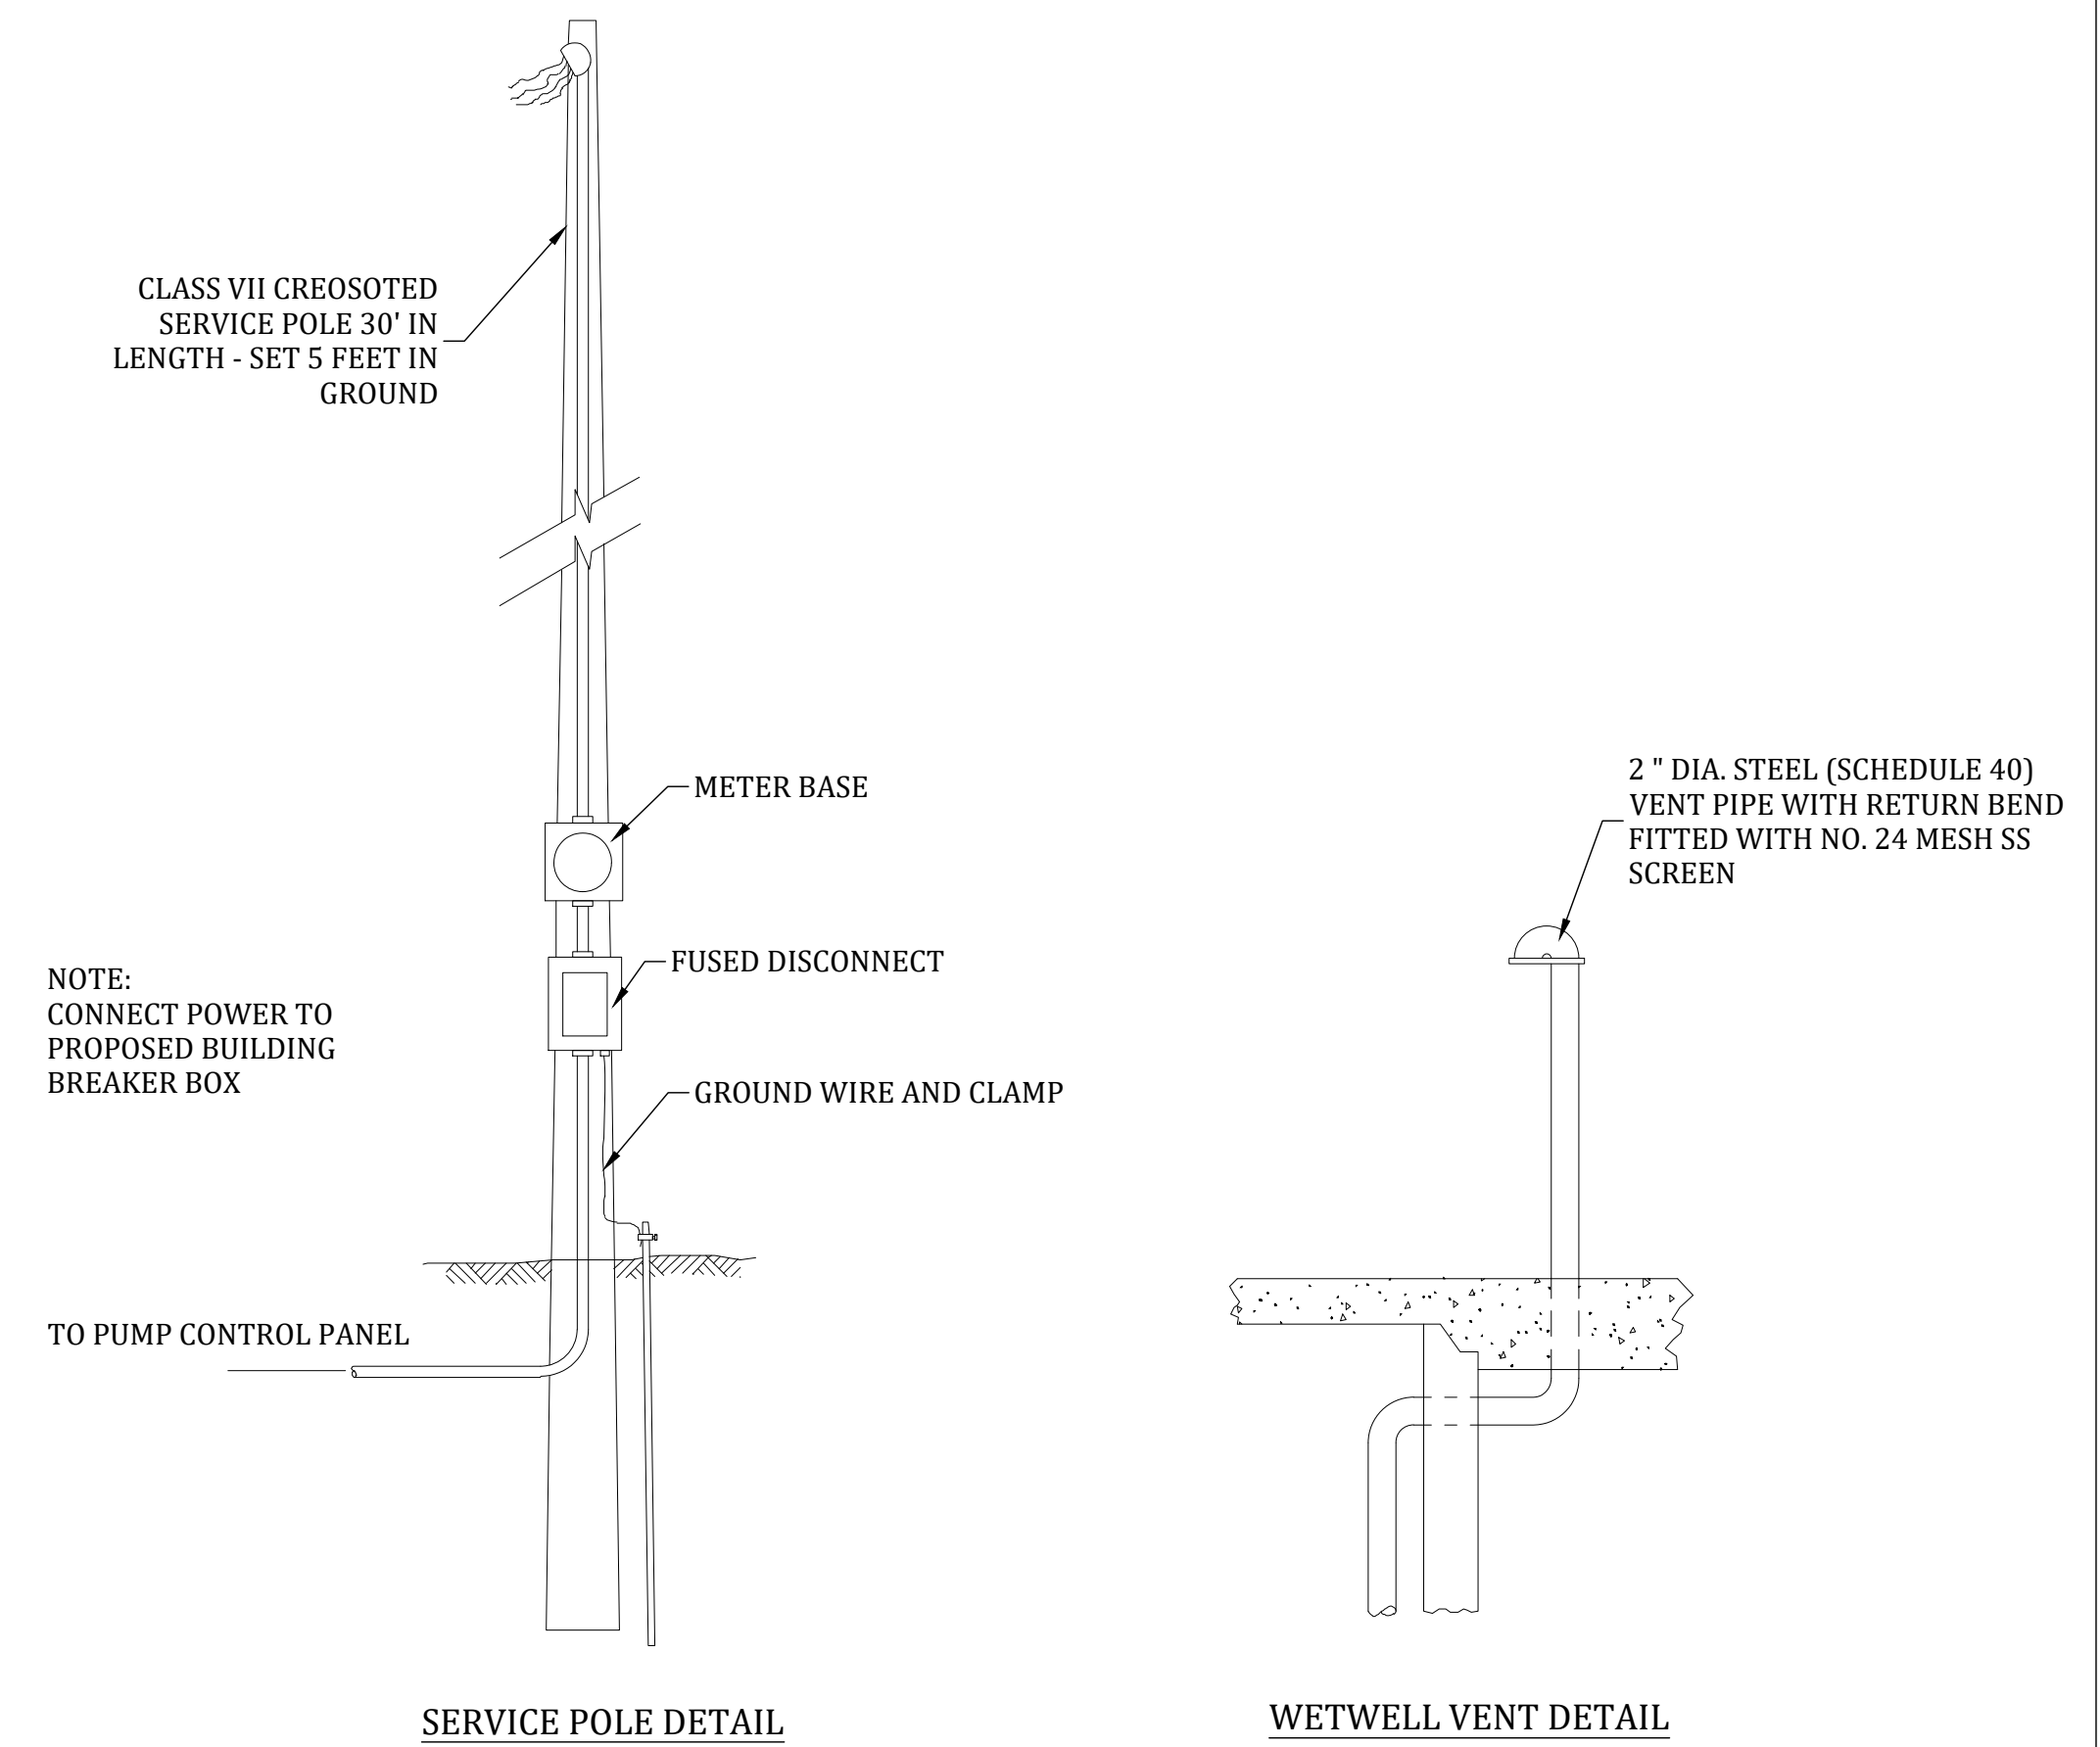 CLASS VII CREOSOTED
SERVICE POLE 30' IN
LENGTH - SET 5 FEET IN
GROUND
METER BASE
FUSED DISCONNECT
NOTE:
CONNECT POWER TO
PROPOSED BUILDING
BREAKER BOX
GROUND WIRE AND CLAMP
TO PUMP CONTROL PANEL
SERVICE POLE DETAIL
2 " DIA. STEEL (SCHEDULE 40)
VENT PIPE WITH RETURN BEND
FITTED WITH NO. 24 MESH SS
SCREEN
WETWELL VENT DETAIL